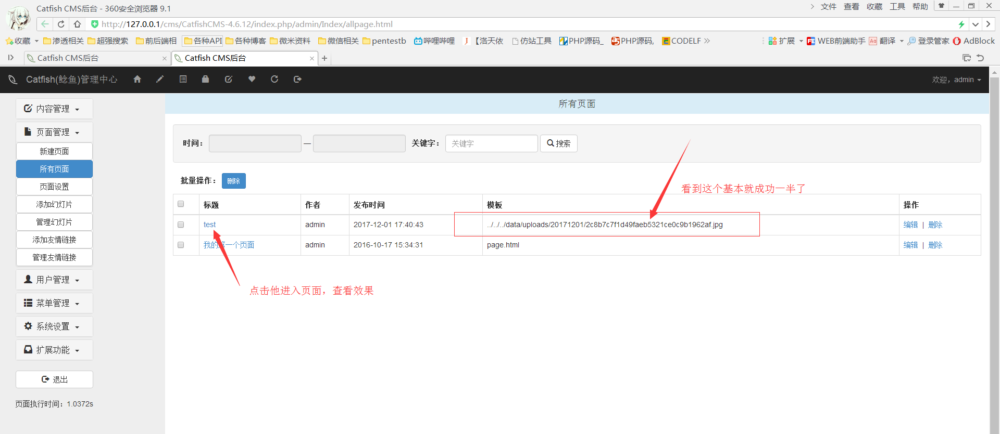 Catfish CMS后台 - 360安全浏览器 9.1
文件 查看 收藏 工具 帮助
http://127.0.0.1/cms/CatfishCMS-4.6.12/index.php/admin/Index/allpage.html
收藏 渗透相关 超强搜索 前后端相 各种API 各种博客 微米资料 微信相关 pentestb 哔哩哔哩 【洛天依 仿站工具 PHP源码_ PHP源码, CODELF 扩展 WEB前端助手 翻译 登录管家 AdBlock
Catfish CMS后台
Catfish CMS后台
Catfish(鲶鱼)管理中心
欢迎，admin
内容管理
页面管理
新建页面
所有页面
页面设置
添加幻灯片
管理幻灯片
添加友情链接
管理友情链接
用户管理
菜单管理
系统设置
扩展功能
退出
页面执行时间：1.0372s
所有页面
时间： — 关键字： 关键字 搜索
批量操作： 删除
看到这个基本就成功一半了
标题 作者 发布时间 模板 操作
test admin 2017-12-01 17:40:43 ../../../data/uploads/20171201/2c8b7c7f1d49faeb5321ce0c9b1962af.jpg 编辑 | 删除
我的第一个页面 admin 2016-10-17 15:34:31 page.html 编辑 | 删除
点击他进入页面，查看效果